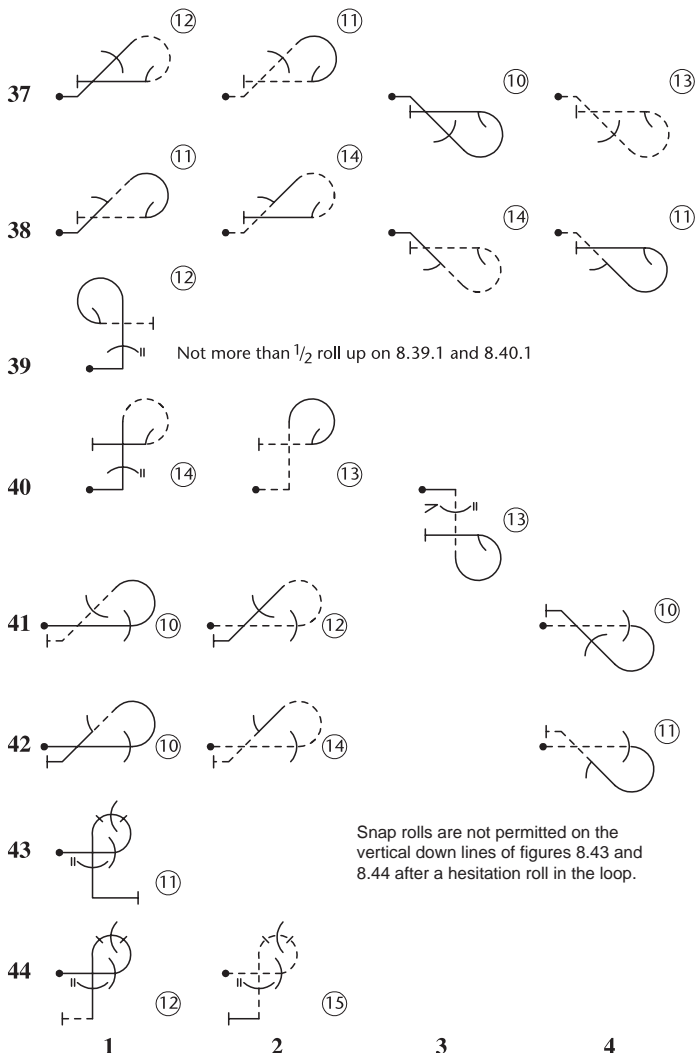 12 11
37 10 13
11 14
38 14 11
12
39 Not more than 1/2 roll up on 8.39.1 and 8.40.1
40 14 13 13
41 10 12 10
42 10 14 11
Snap rolls are not permitted on the
43 vertical down lines of figures 8.43 and
11 8.44 after a hesitation roll in the loop.
44 12 15
1 2 3 4